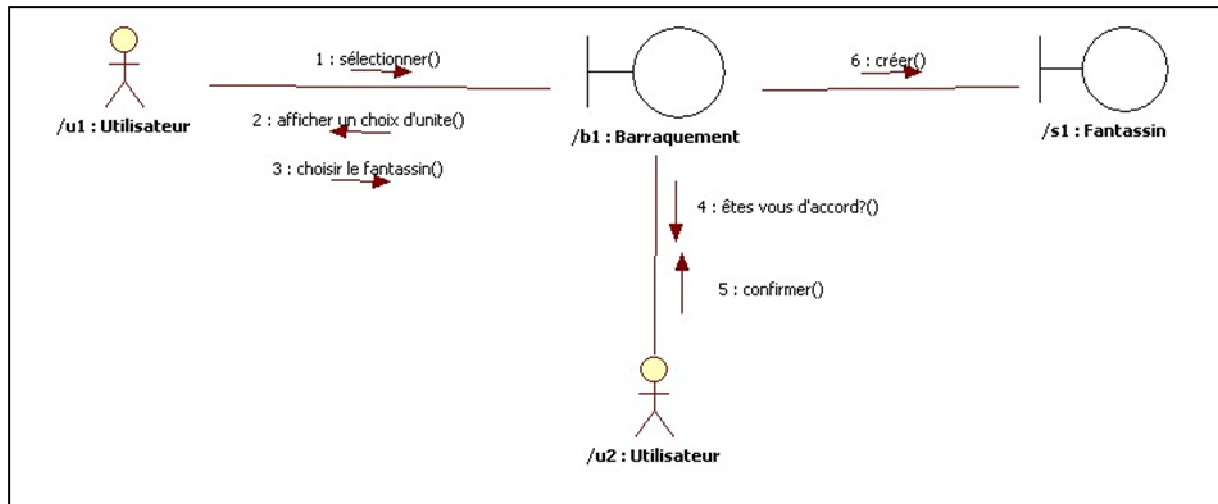 1 : sélectionner()
6 : créer()
/u1 : Utilisateur
2 : afficher un choix d'unite()
/b1 : Barraquement
/s1 : Fantassin
3 : choisir le fantassin()
4 : êtes vous d'accord?()
5 : confirmer()
/u2 : Utilisateur